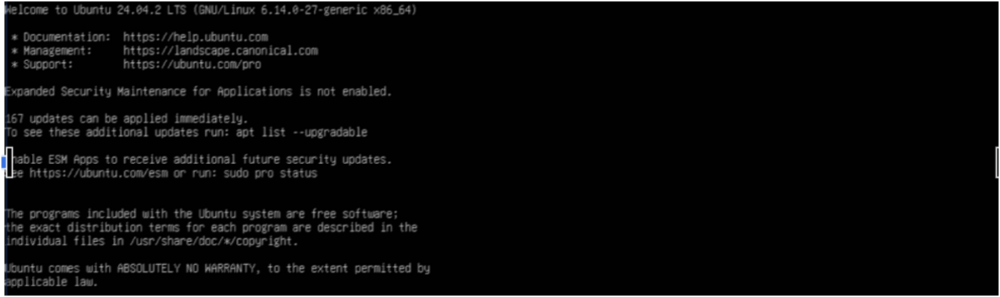 Welcome to Ubuntu 24.04.2 LTS (GNU/Linux 6.14.0-27-generic x86_64)
* Documentation: https://help.ubuntu.com
* Management: https://landscape.canonical.com
* Support: https://ubuntu.com/pro
Expanded Security Maintenance for Applications is not enabled.
167 updates can be applied immediately.
To see these additional updates run: apt list --upgradable
Enable ESM Apps to receive additional future security updates.
See https://ubuntu.com/esm or run: sudo pro status
The programs included with the Ubuntu system are free software;
the exact distribution terms for each program are described in the
individual files in /usr/share/doc/*/copyright.
Ubuntu comes with ABSOLUTELY NO WARRANTY, to the extent permitted by
applicable law.